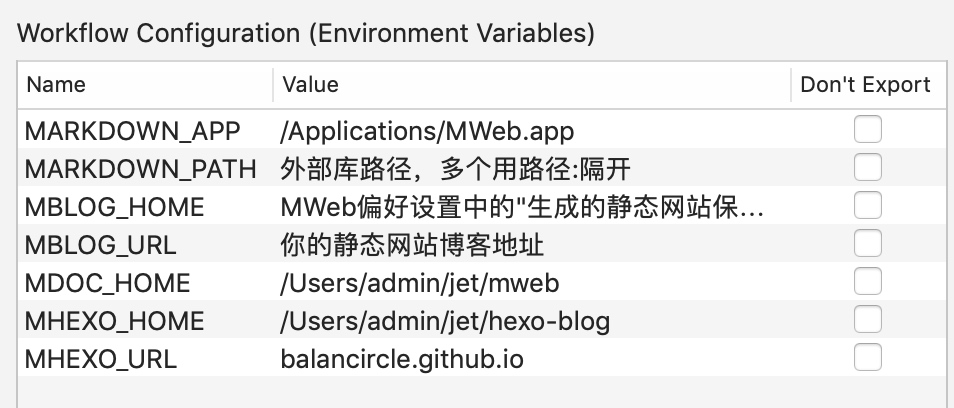 Workflow Configuration (Environment Variables)
Name Value Don't Export
MARKDOWN_APP /Applications/MWeb.app
MARKDOWN_PATH 外部库路径，多个用路径:隔开
MBLOG_HOME MWeb偏好设置中的"生成的静态网站保...
MBLOG_URL 你的静态网站博客地址
MDOC_HOME /Users/admin/jet/mweb
MHEXO_HOME /Users/admin/jet/hexo-blog
MHEXO_URL balancircle.github.io